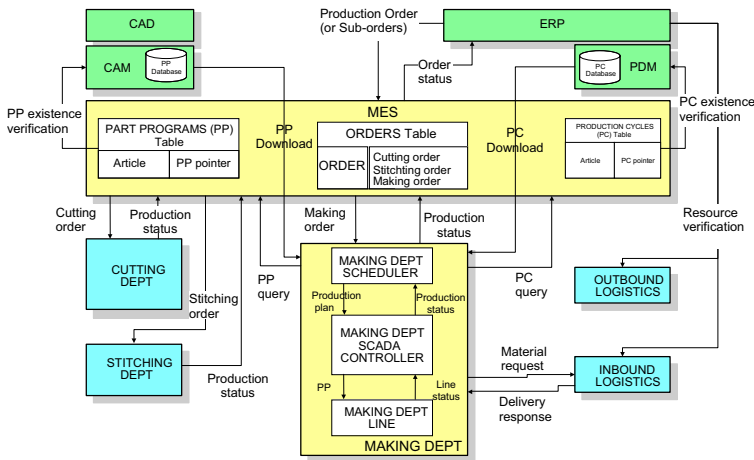 CAD
Production Order
(or Sub-orders)
ERP
CAM
PP
Database
Order
status
PC
Database
PDM
PP existence
verification
MES
PC existence
verification
PART PROGRAMS (PP)
Table
Article
PP pointer
PP
Download
ORDERS Table
ORDER
Cutting order
Stitchting order
Making order
PC
Download
PRODUCTION CYCLES
(PC) Table
Article
PC pointer
Cutting
order
Production
status
Making
order
Production
status
Resource
verification
CUTTING
DEPT
Stitching
order
PP
query
MAKING DEPT
SCHEDULER
PC
query
OUTBOUND
LOGISTICS
Production
plan
Production
status
MAKING DEPT
SCADA
CONTROLLER
STITCHING
DEPT
Production
status
Material
request
INBOUND
LOGISTICS
PP
Line
status
Delivery
response
MAKING DEPT
LINE
MAKING DEPT